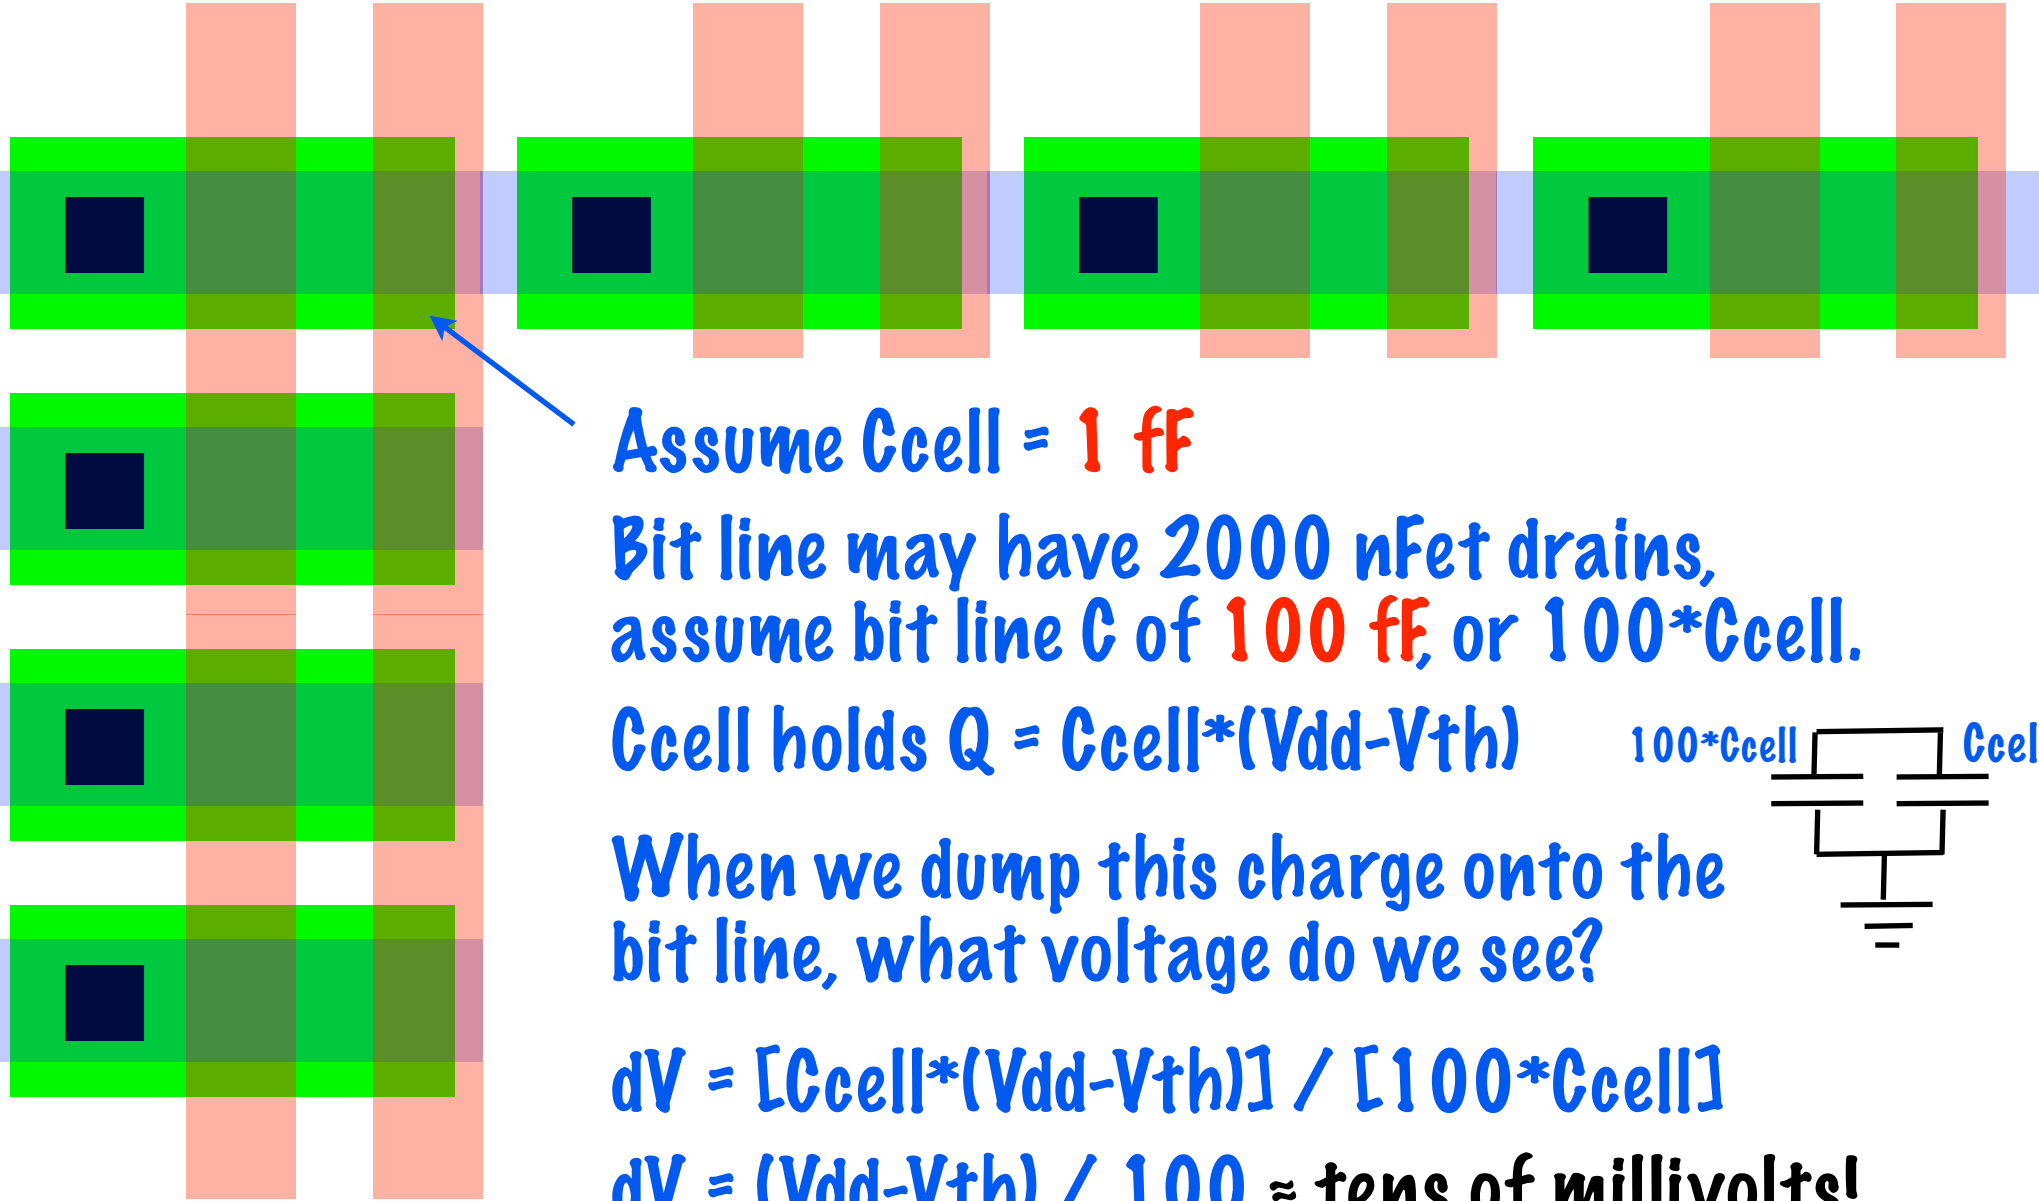 Assume Ccell = 1 fF
Bit line may have 2000 nFet drains,
assume bit line C of 100 fF, or 100*Ccell.
Ccell holds Q = Ccell*(Vdd-Vth)
100*Ccell
Ccel
When we dump this charge onto the
bit line, what voltage do we see?
dV = [Ccell*(Vdd-Vth)] / [100*Ccell]
dV = (Vdd-Vth) / 100 ≈ tens of millivolts!